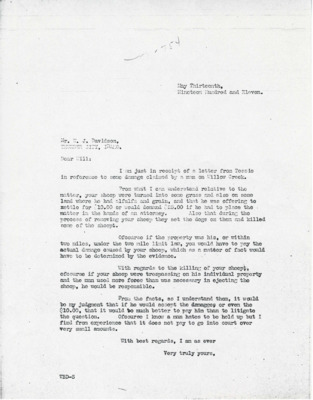 May Thirteenth,
Nineteen Hundred and Eleven.
Mr. W. J. Davidson,
Dear Will:
I am just in receipt of a letter from
in reference to some damage claimed by a man on Willow Creek.
From what I can understand relative to the
matter, your sheep were turned into some grass and also on some
land where he had alfalfa and grain, and that he was offering to
settle for $10.00 or would demand $25.00 if he had to place the
matter in the hands of an attorney. Also that during the
process of removing your sheep they set the dogs on them and killed
some of the sheep.
Ofcourse if the property was his, or within
two miles, under the two mile limit law, you would have to pay the
actual damage caused by your sheep, which as a matter of fact would
have to be determined by the evidence.
With regards to the killing of your sheep,
ofcourse if your sheep were trespassing on his individual property
and the man used more force than was necessary in ejecting the
sheep, he would be responsible.
From the facts, as I understand them, it would
be my judgment that if he would accept the damages or even the
$10.00, that it would be much better to pay him than to litigate
the question. Ofcourse I know a man hates to be held up but I
find from experience that it does not pay to go into court over
very small amounts.
With best regards, I am as ever
Very truly yours,